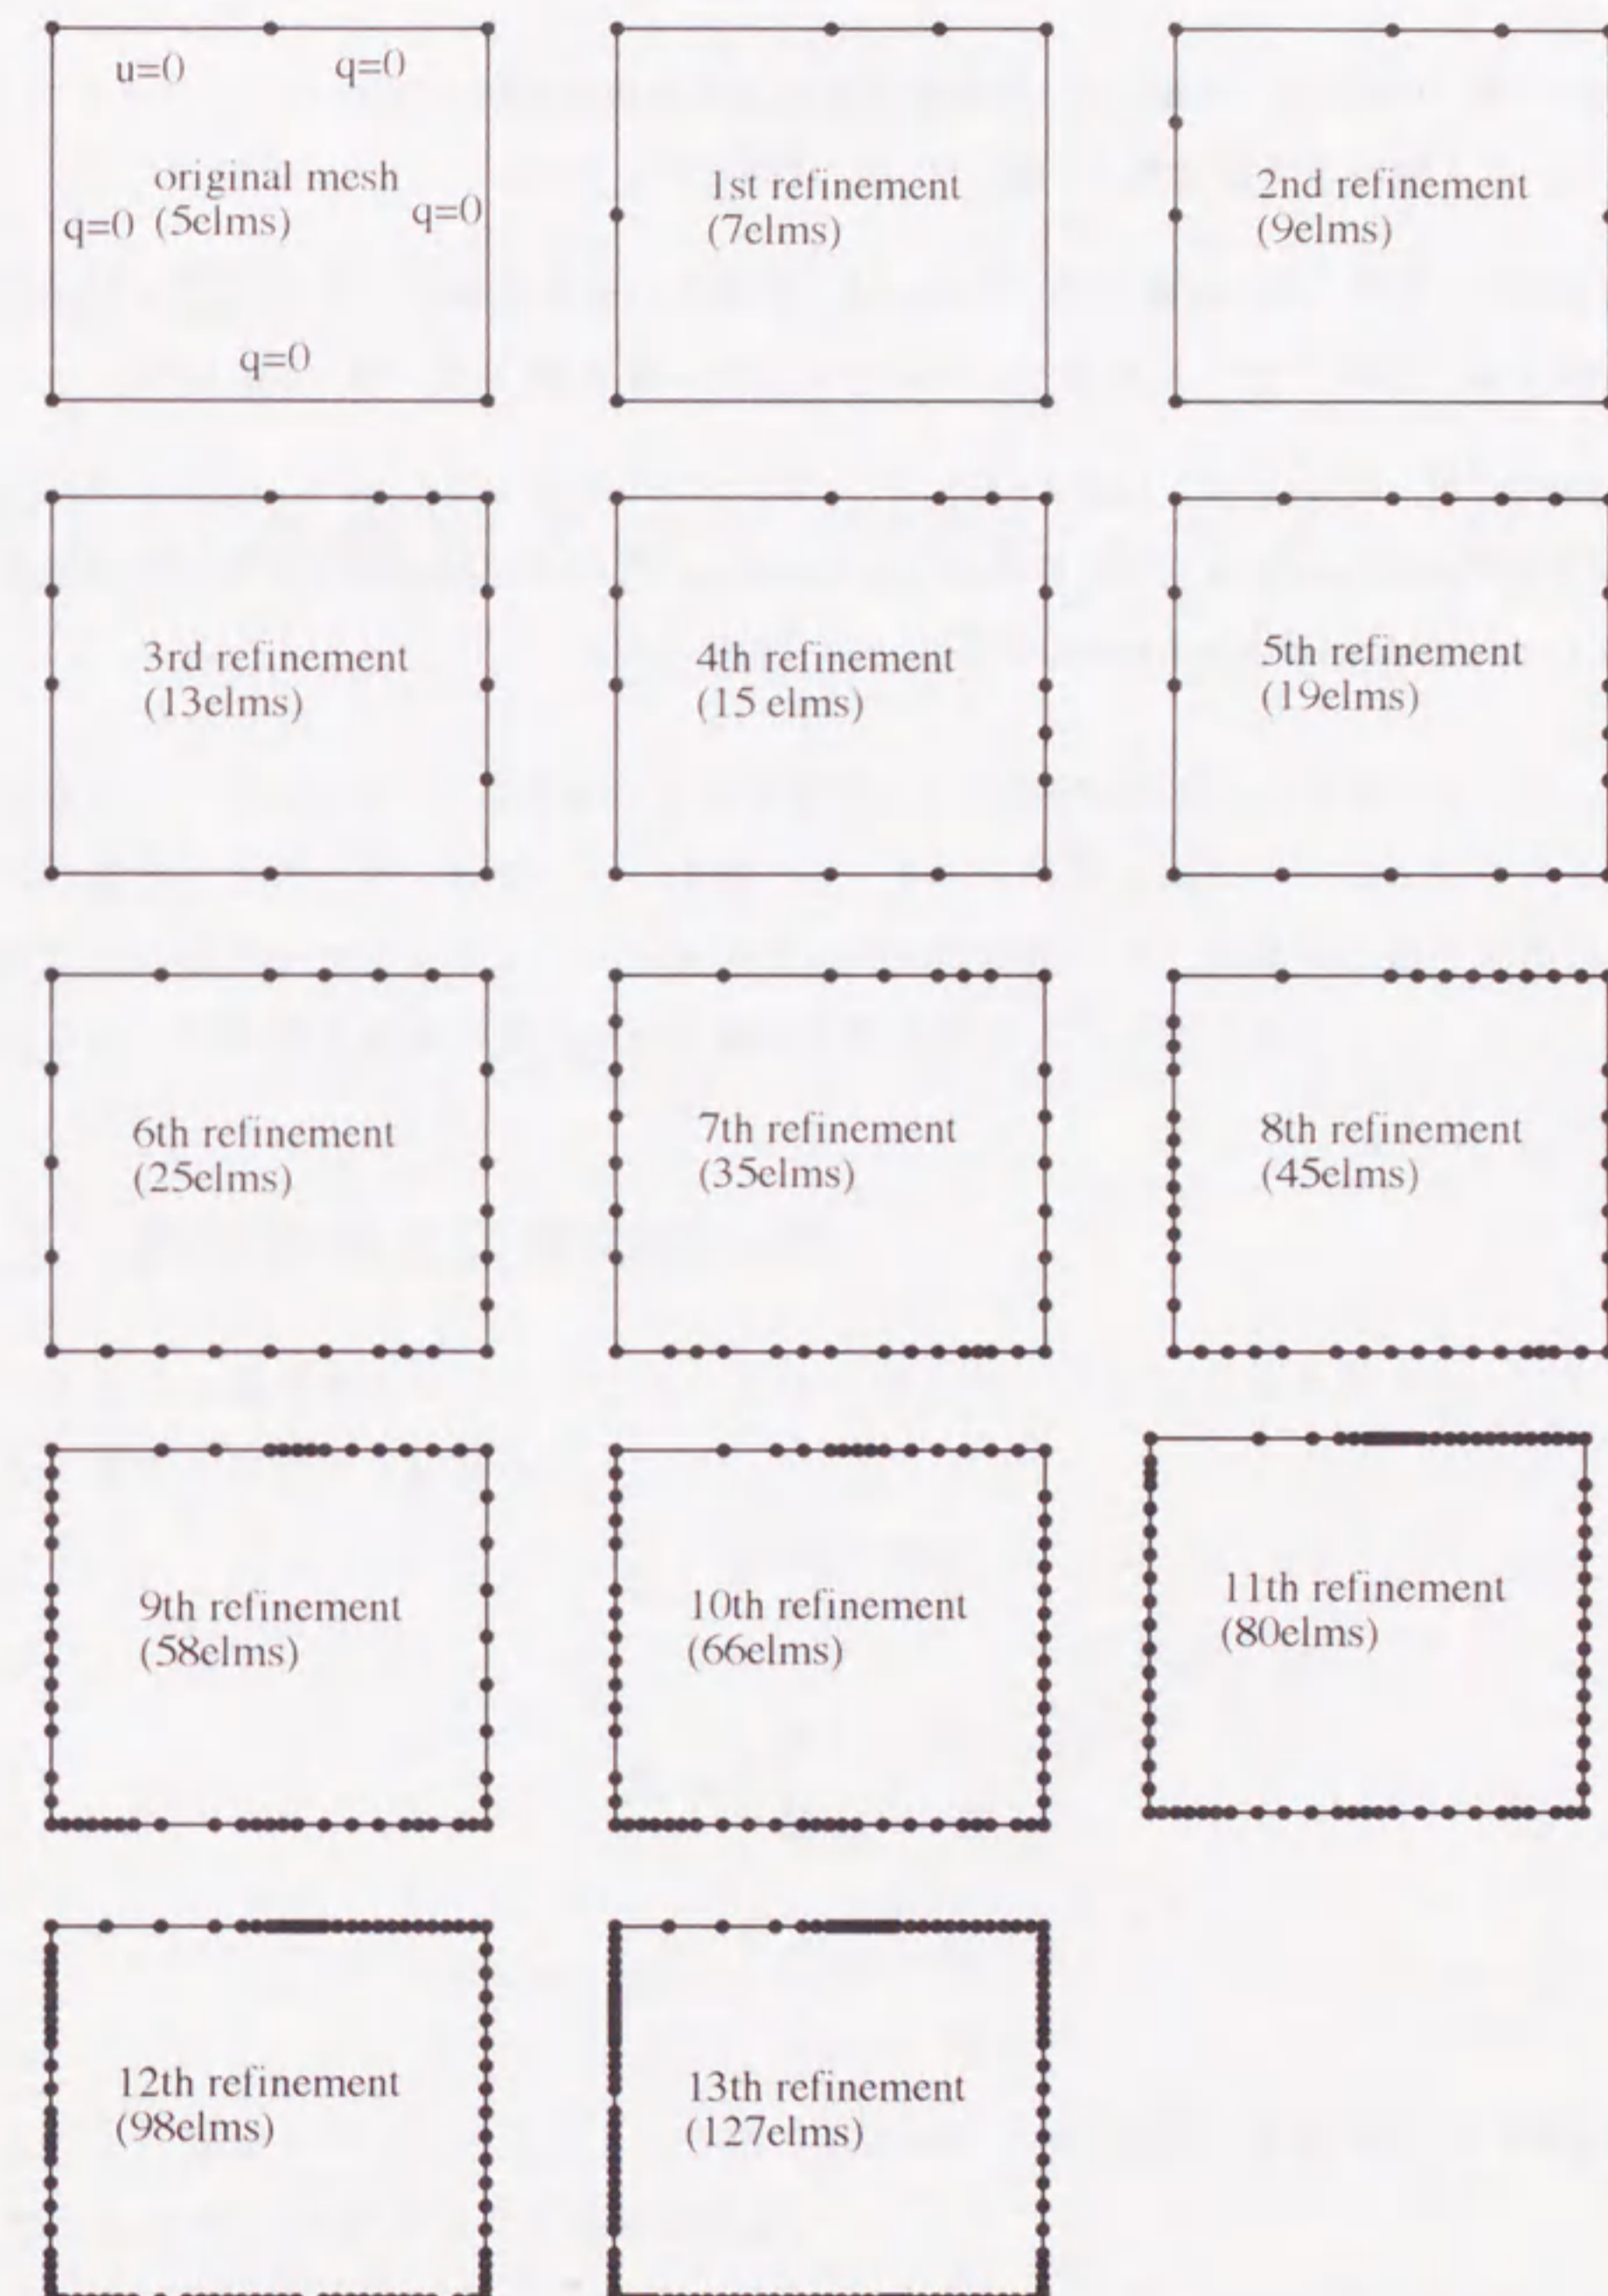 u=0 q=0
original mesh
q=0 (5elms) q=0
q=0
1st refinement
(7elms)
2nd refinement
(9elms)
3rd refinement
(13elms)
4th refinement
(15 elms)
5th refinement
(19elms)
6th refinement
(25elms)
7th refinement
(35elms)
8th refinement
(45elms)
9th refinement
(58elms)
10th refinement
(66elms)
11th refinement
(80elms)
12th refinement
(98elms)
13th refinement
(127elms)